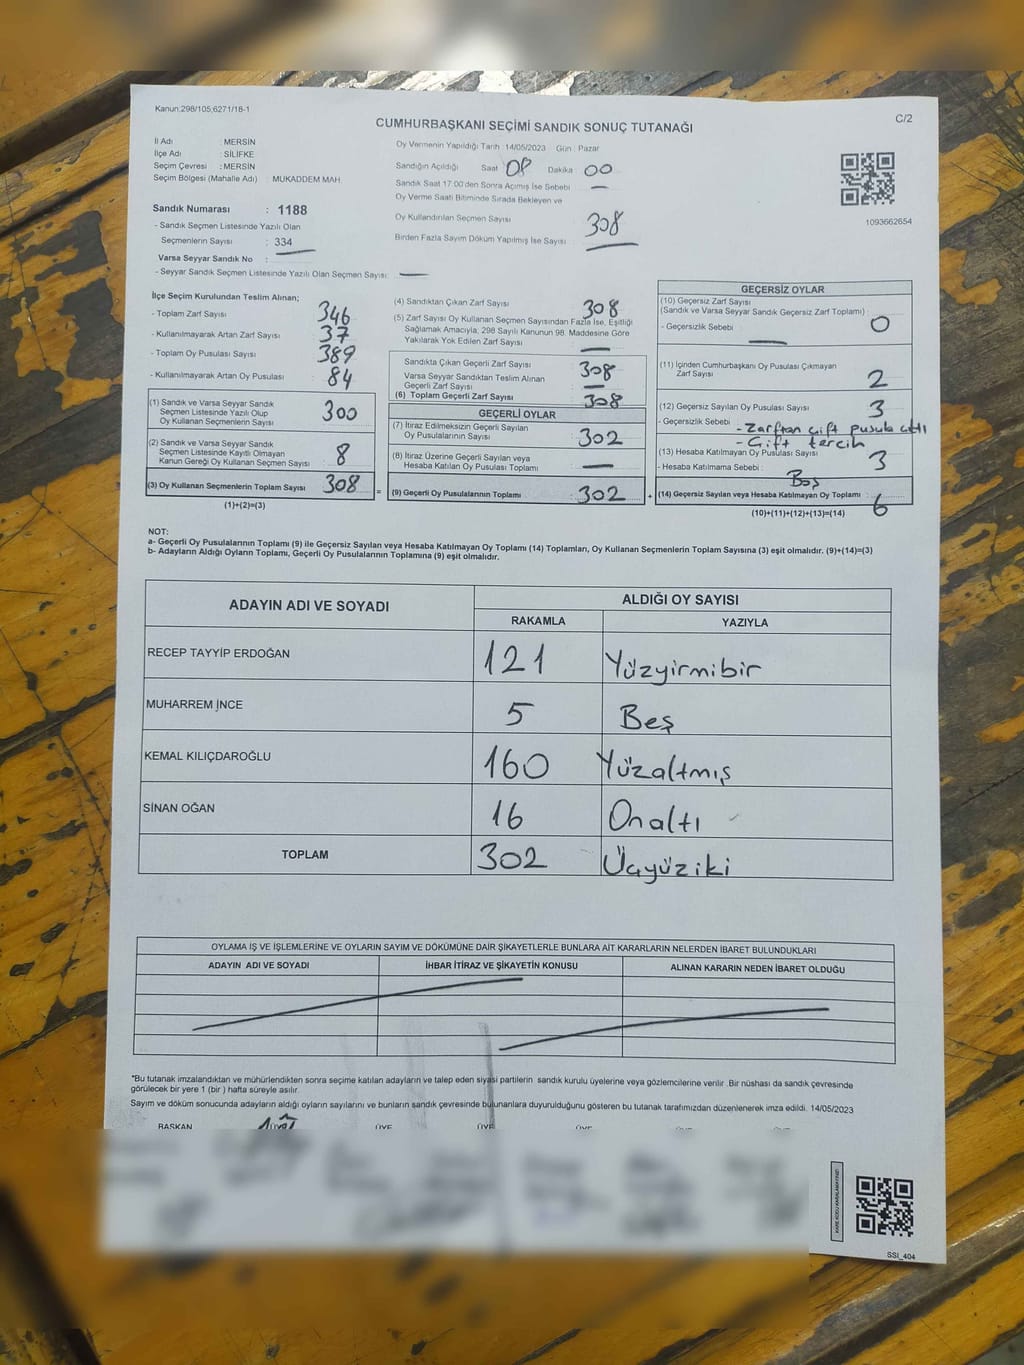 Kanun:298/105,6271/18-1
C/2
CUMHURBAŞKANI SEÇİMİ SANDIK SONUÇ TUTANAĞI
İl Adı : MERSİN
İlçe Adı : SİLİFKE
Seçim Çevresi : MERSİN
Seçim Bölgesi (Mahalle Adı) : MUKADDEM MAH.
Sandık Numarası : 1188
- Sandık Seçmen Listesinde Yazılı Olan
Seçmenlerin Sayısı : 334
Varsa Seyyar Sandık No :
- Seyyar Sandık Seçmen Listesinde Yazılı Olan Seçmen Sayısı:
Oy Vermenin Yapıldığı Tarih :14/05/2023 Gün : Pazar
Sandığın Açıldığı Saat 08 Dakika 00
Sandık Saat 17.00'den Sonra Açılmış İse Sebebi
Oy Verme Saati Bitiminde Sırada Bekleyen ve
Oy Kullandırılan Seçmen Sayısı 308
Birden Fazla Sayım Döküm Yapılmış İse Sayısı
1093662654
İlçe Seçim Kurulundan Teslim Alınan;
- Toplam Zarf Sayısı 346
- Kullanılmayarak Artan Zarf Sayısı 37
- Toplam Oy Pusulası Sayısı 389
- Kullanılmayarak Artan Oy Pusulası 84
(1) Sandık ve Varsa Seyyar Sandık
Seçmen Listesinde Yazılı Olup
Oy Kullanan Seçmenlerin Sayısı 300
(2) Sandık ve Varsa Seyyar Sandık
Seçmen Listesinde Kayıtlı Olmayan
Kanun Gereği Oy Kullanan Seçmen Sayısı 8
(3) Oy Kullanan Seçmenlerin Toplam Sayısı 308
(1)+(2)=(3)
(4) Sandıktan Çıkan Zarf Sayısı 308
(5) Zarf Sayısı Oy Kullanan Seçmen Sayısından Fazla İse, Eşitliği
Sağlamak Amacıyla, 298 Sayılı Kanunun 98. Maddesine Göre
Yakılarak Yok Edilen Zarf Sayısı
Sandıkta Çıkan Geçerli Zarf Sayısı 308
Varsa Seyyar Sandıktan Teslim Alınan
Geçerli Zarf Sayısı
(6) Toplam Geçerli Zarf Sayısı 308
GEÇERLİ OYLAR
(7) İtiraz Edilmeksizin Geçerli Sayılan
Oy Pusulalarının Sayısı 302
(8) İtiraz Üzerine Geçerli Sayılan veya
Hesaba Katılan Oy Pusulası Toplamı
= (9) Geçerli Oy Pusulalarının Toplamı 302 +
GEÇERSİZ OYLAR
(10) Geçersiz Zarf Sayısı
(Sandık ve Varsa Seyyar Sandık Geçersiz Zarf Toplamı) : 0
- Geçersizlik Sebebi
(11) İçinden Cumhurbaşkanı Oy Pusulası Çıkmayan
Zarf Sayısı 2
(12) Geçersiz Sayılan Oy Pusulası Sayısı 3
- Geçersizlik Sebebi : - Zarftan çift pusula çıktı
- Çift tercih
(13) Hesaba Katılmayan Oy Pusulası Sayısı 3
- Hesaba Katılmama Sebebi : Boş
(14) Geçersiz Sayılan veya Hesaba Katılmayan Oy Toplamı : 6
(10)+(11)+(12)+(13)=(14)
NOT:
a- Geçerli Oy Pusulalarının Toplamı (9) ile Geçersiz Sayılan veya Hesaba Katılmayan Oy Toplamı (14) Toplamları, Oy Kullanan Seçmenlerin Toplam Sayısına (3) eşit olmalıdır. (9)+(14)=(3)
b- Adayların Aldığı Oyların Toplamı, Geçerli Oy Pusulalarının Toplamına (9) eşit olmalıdır.
ADAYIN ADI VE SOYADI ALDIĞI OY SAYISI
RAKAMLA YAZIYLA
RECEP TAYYİP ERDOĞAN 121 Yüzyirmibir
MUHARREM İNCE 5 Beş
KEMAL KILIÇDAROĞLU 160 Yüzaltmış
SİNAN OĞAN 16 Onaltı
TOPLAM 302 Üçyüziki
OYLAMA İŞ VE İŞLEMLERİNE VE OYLARIN SAYIM VE DÖKÜMÜNE DAİR ŞİKAYETLERLE BUNLARA AİT KARARLARIN NELERDEN İBARET BULUNDUKLARI
ADAYIN ADI VE SOYADI İHBAR İTİRAZ VE ŞİKAYETİN KONUSU ALINAN KARARIN NEDEN İBARET OLDUĞU
*Bu tutanak imzalandıktan ve mühürlendikten sonra seçime katılan adayların ve talep eden siyasi partilerin sandık kurulu üyelerine veya gözlemcilerine verilir .Bir nüshası da sandık çevresinde
görülecek bir yere 1 (bir ) hafta süreyle asılır.
Sayım ve döküm sonucunda adayların aldığı oyların sayılarını ve bunların sandık çevresinde bulunanlara duyurulduğunu gösteren bu tutanak tarafımızdan düzenlenerek imza edildi. 14/05/2023
BAŞKAN ÜYE ÜYE ÜYE ÜYE
SSI_404